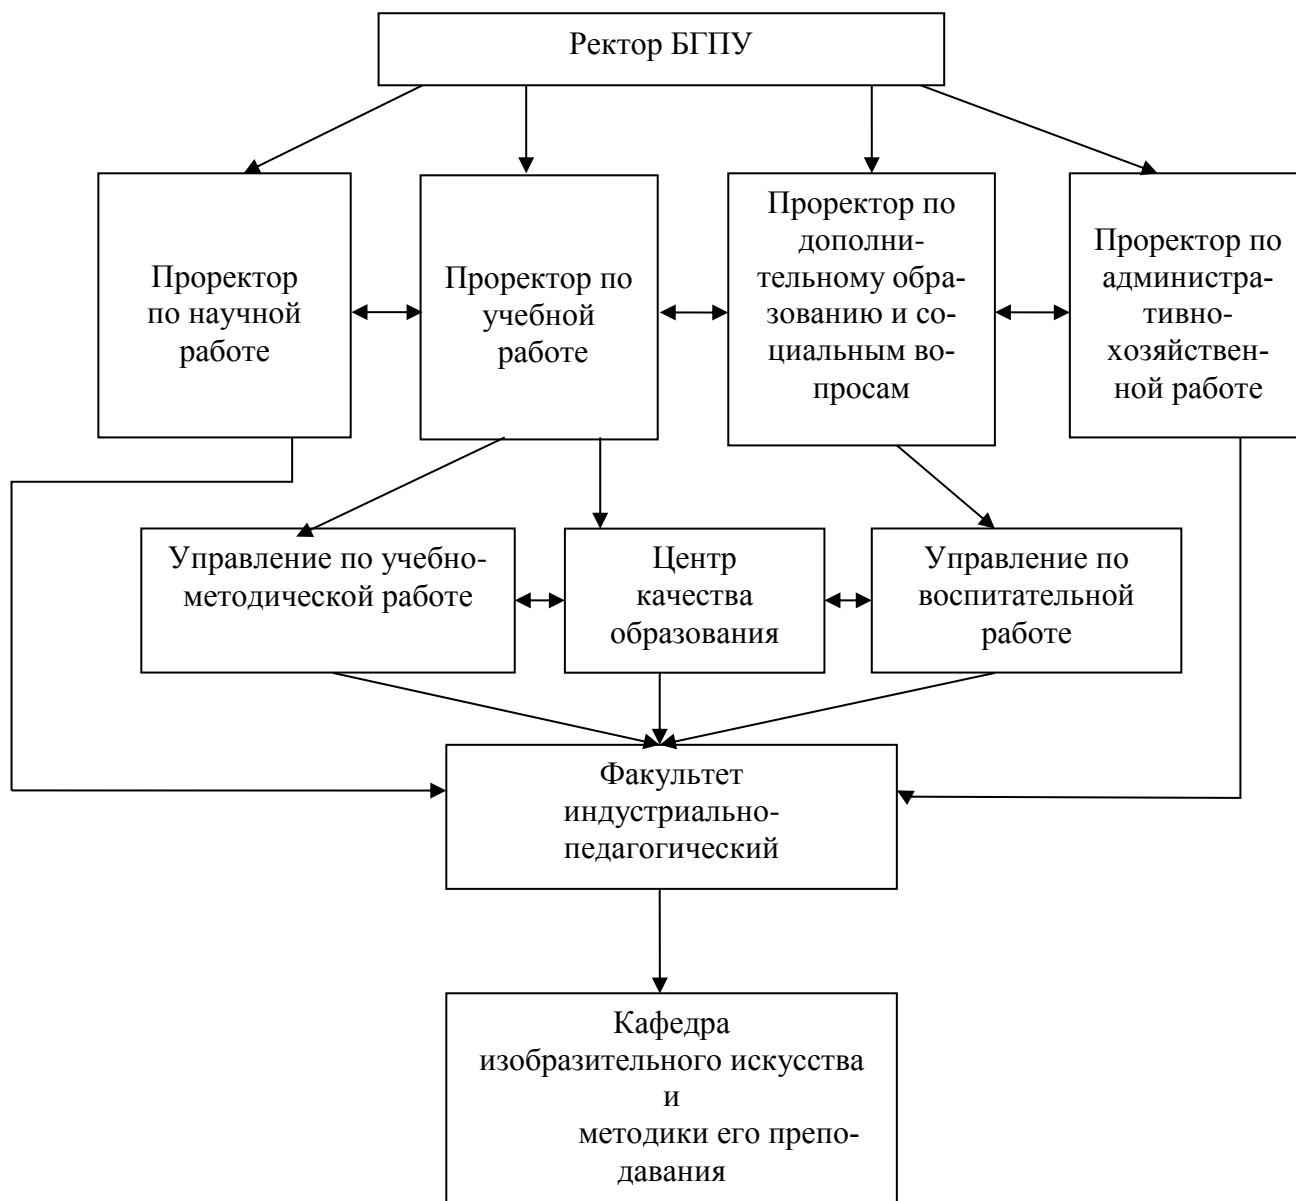 Ректор БГПУ
Проректор
по научной
работе
Проректор по
учебной
работе
Проректор по
дополни-
тельному обра-
зованию и со-
циальным во-
просам
Проректор по
администра-
тивно-
хозяйствен-
ной работе
Управление по учебно-
методической работе
Центр
качества
образования
Управление по
воспитательной
работе
Факультет
индустриально-
педагогический
Кафедра
изобразительного искусства
и
методики его препо-
давания